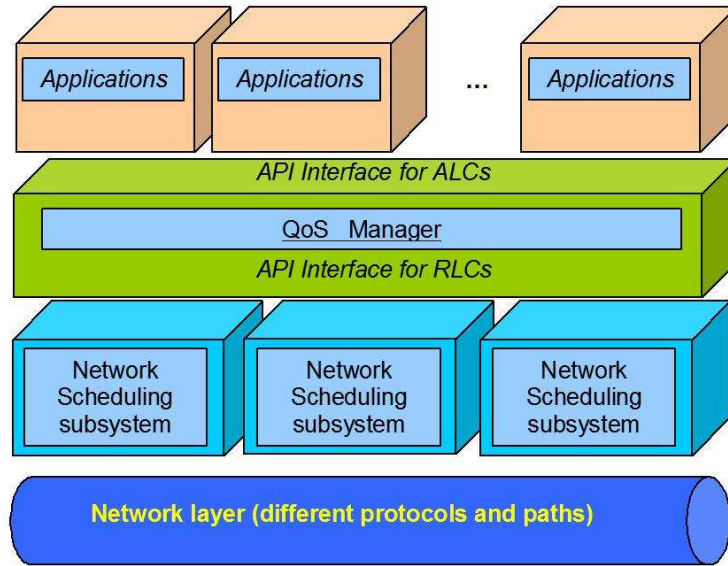 Applications Applications ... Applications
API Interface for ALCs
QoS Manager
API Interface for RLCs
Network Scheduling subsystem
Network Scheduling subsystem
Network Scheduling subsystem
Network layer (different protocols and paths)